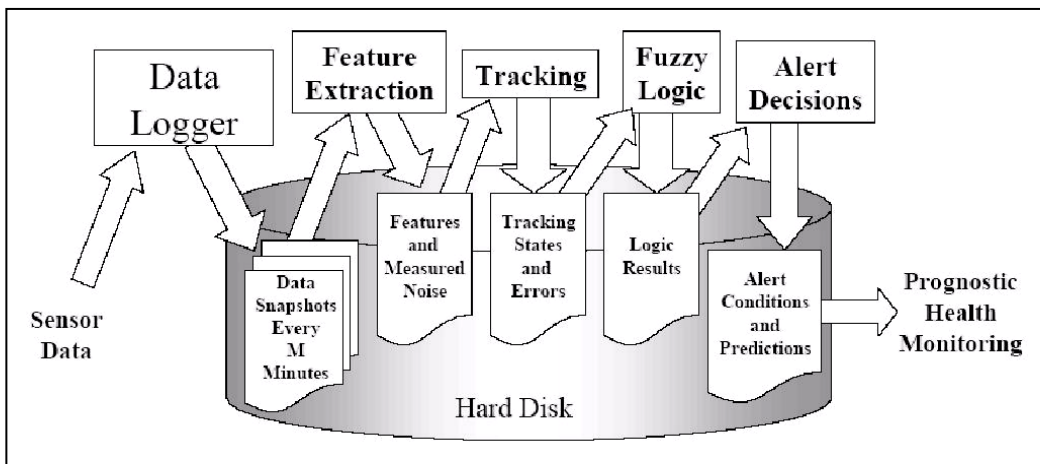 Data
Logger
Feature
Extraction
Tracking
Fuzzy
Logic
Alert
Decisions
Sensor
Data
Data
Snapshots
Every
M
Minutes
Features
and
Measured
Noise
Tracking
States
and
Errors
Logic
Results
Alert
Conditions
and
Predictions
Prognostic
Health
Monitoring
Hard Disk